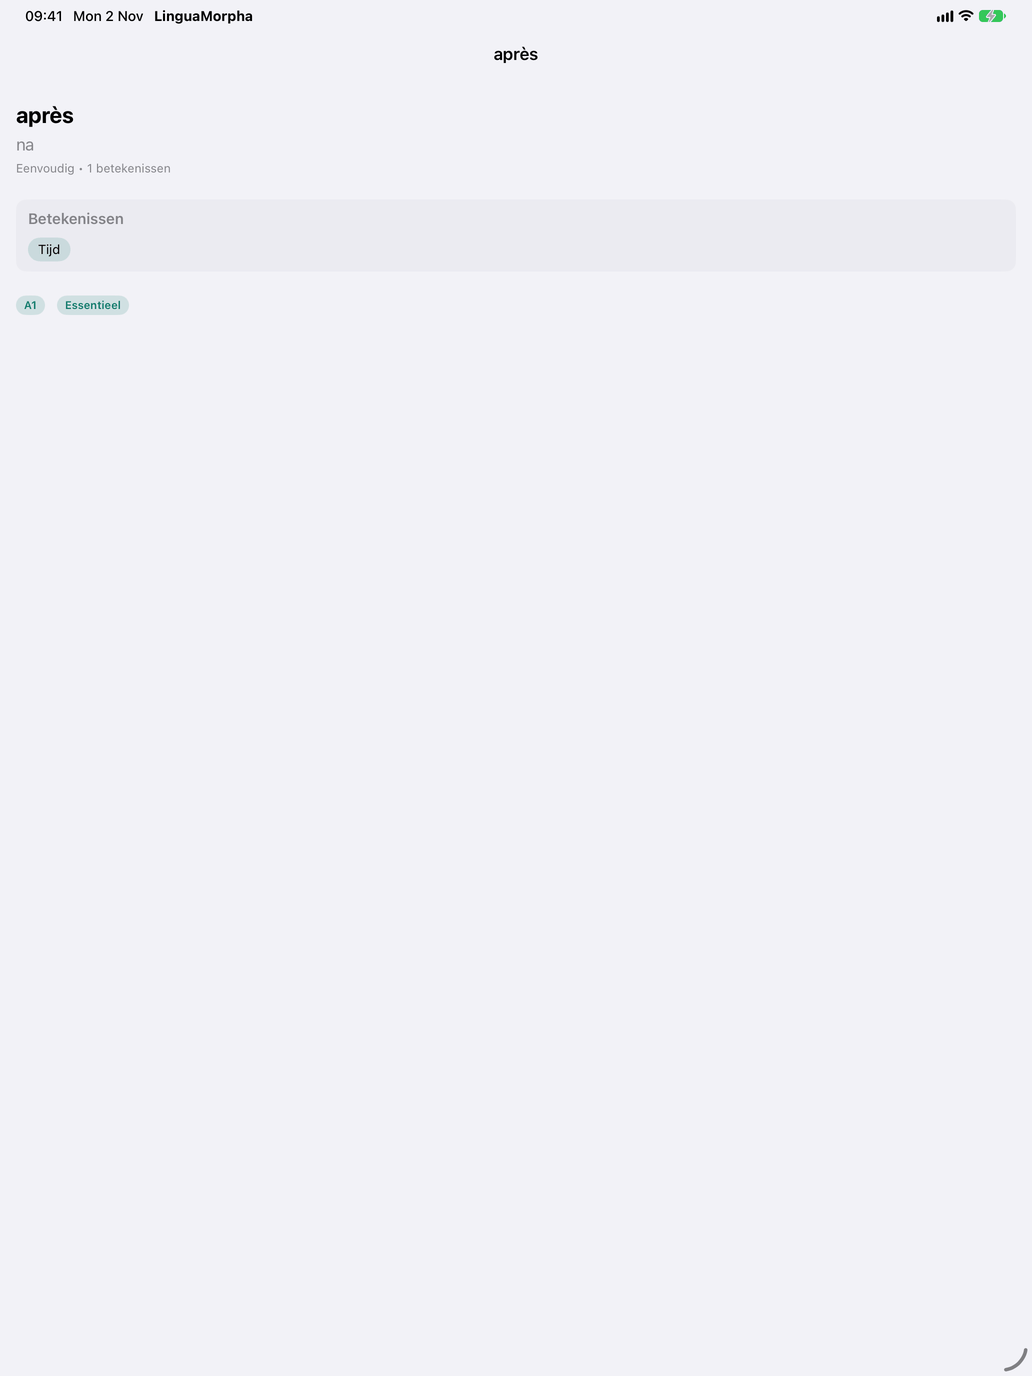 09:41 Mon 2 Nov LinguaMorpha
après
après
na
Eenvoudig • 1 betekenissen
Betekenissen
Tijd
A1 Essentieel